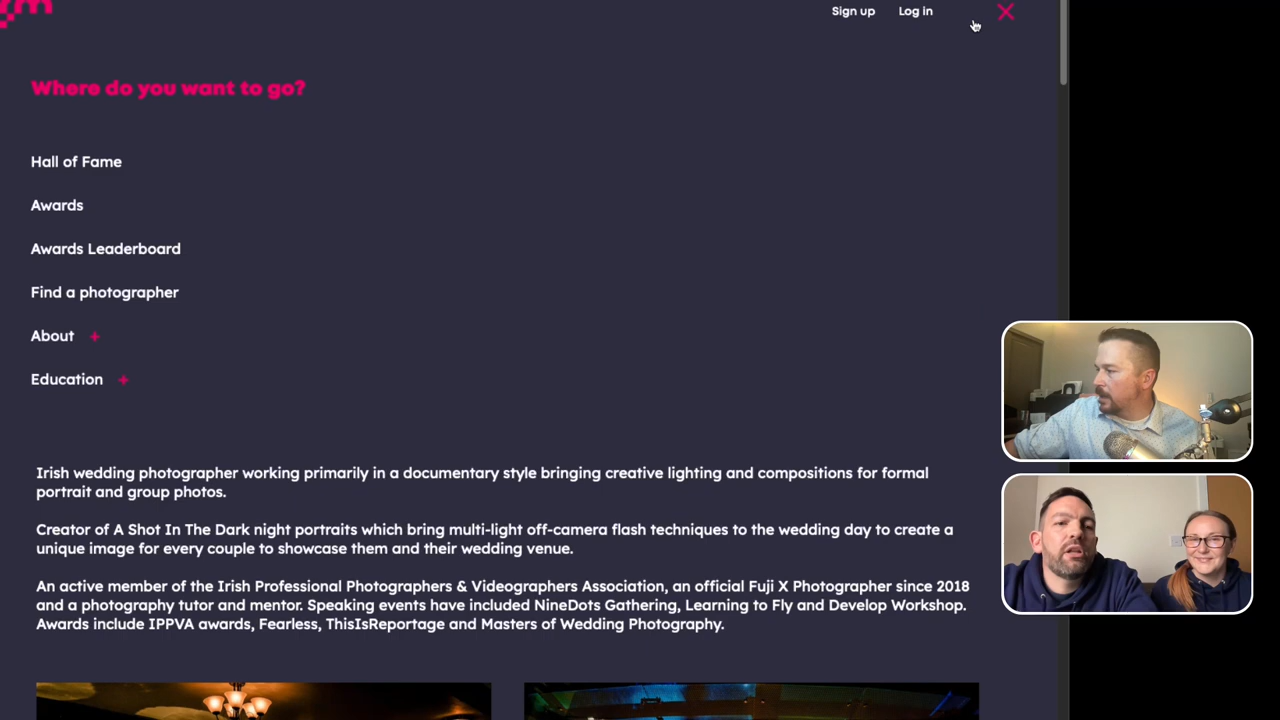 Sign up Log in
Where do you want to go?
Hall of Fame
Awards
Awards Leaderboard
Find a photographer
About +
Education +
Irish wedding photographer working primarily in a documentary style bringing creative lighting and compositions for formal
portrait and group photos.
Creator of A Shot In The Dark night portraits which bring multi-light off-camera flash techniques to the wedding day to create a
unique image for every couple to showcase them and their wedding venue.
An active member of the Irish Professional Photographers & Videographers Association, an official Fuji X Photographer since 2018
and a photography tutor and mentor. Speaking events have included NineDots Gathering, Learning to Fly and Develop Workshop.
Awards include IPPVA awards, Fearless, ThisIsReportage and Masters of Wedding Photography.